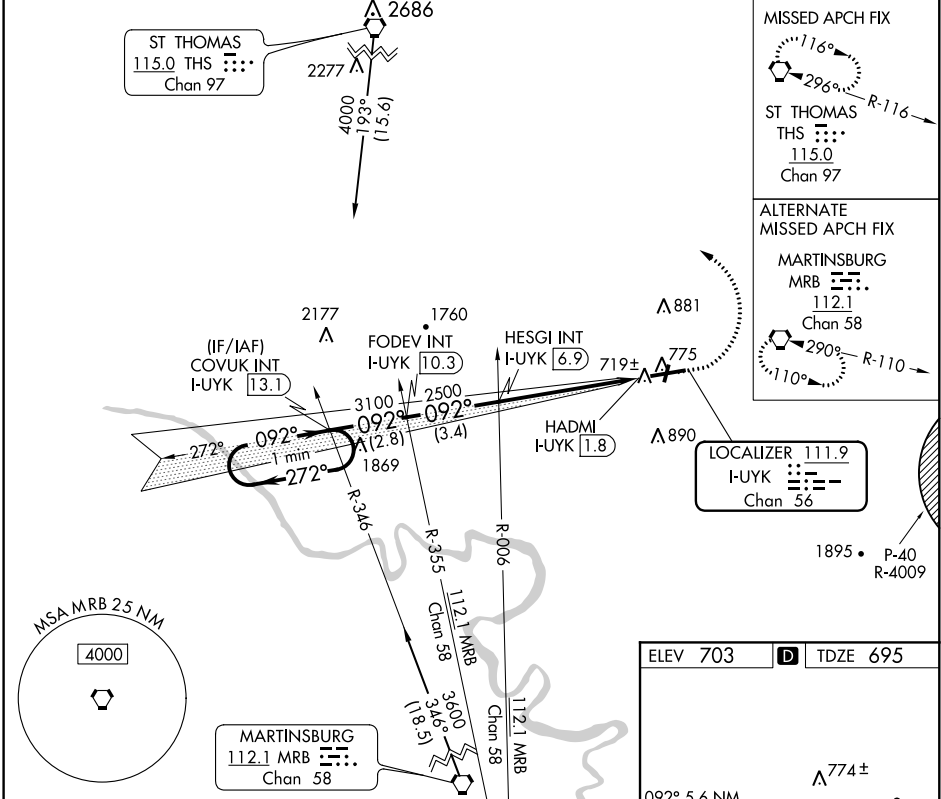 2686
ST THOMAS
115.0 THS
Chan 97
2277
4000
193°
(15.6)
MISSED APCH FIX
116°
296°
R-116
ST THOMAS
THS
115.0
Chan 97
ALTERNATE
MISSED APCH FIX
MARTINSBURG
MRB
112.1
Chan 58
290°
R-110
110°
2177
1760
881
(IF/IAF)
COVUK INT
I-UYK 13.1
FODEV INT
I-UYK 10.3
HESGI INT
I-UYK 6.9
719±
775
3100
2500
092°
092°
092°
(2.8)
(3.4)
272°
1 min
272°
1869
HADMI
I-UYK 1.8
890
LOCALIZER 111.9
I-UYK
Chan 56
R-346
R-355
R-006
1895
P-40
R-4009
112.1 MRB
Chan 58
112.1 MRB
Chan 58
MSA MRB 25 NM
4000
3600
346°
(18.5)
MARTINSBURG
112.1 MRB
Chan 58
ELEV 703
D
TDZE 695
774±
092° 5.6 NM